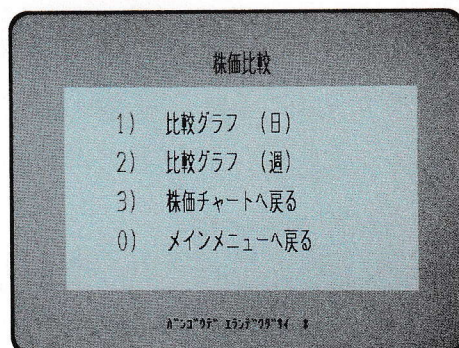 株価比較
1) 比較グラフ (日)
2) 比較グラフ (週)
3) 株価チャートへ戻る
0) メインメニューへ戻る
バンゴウデ エランデクダサイ